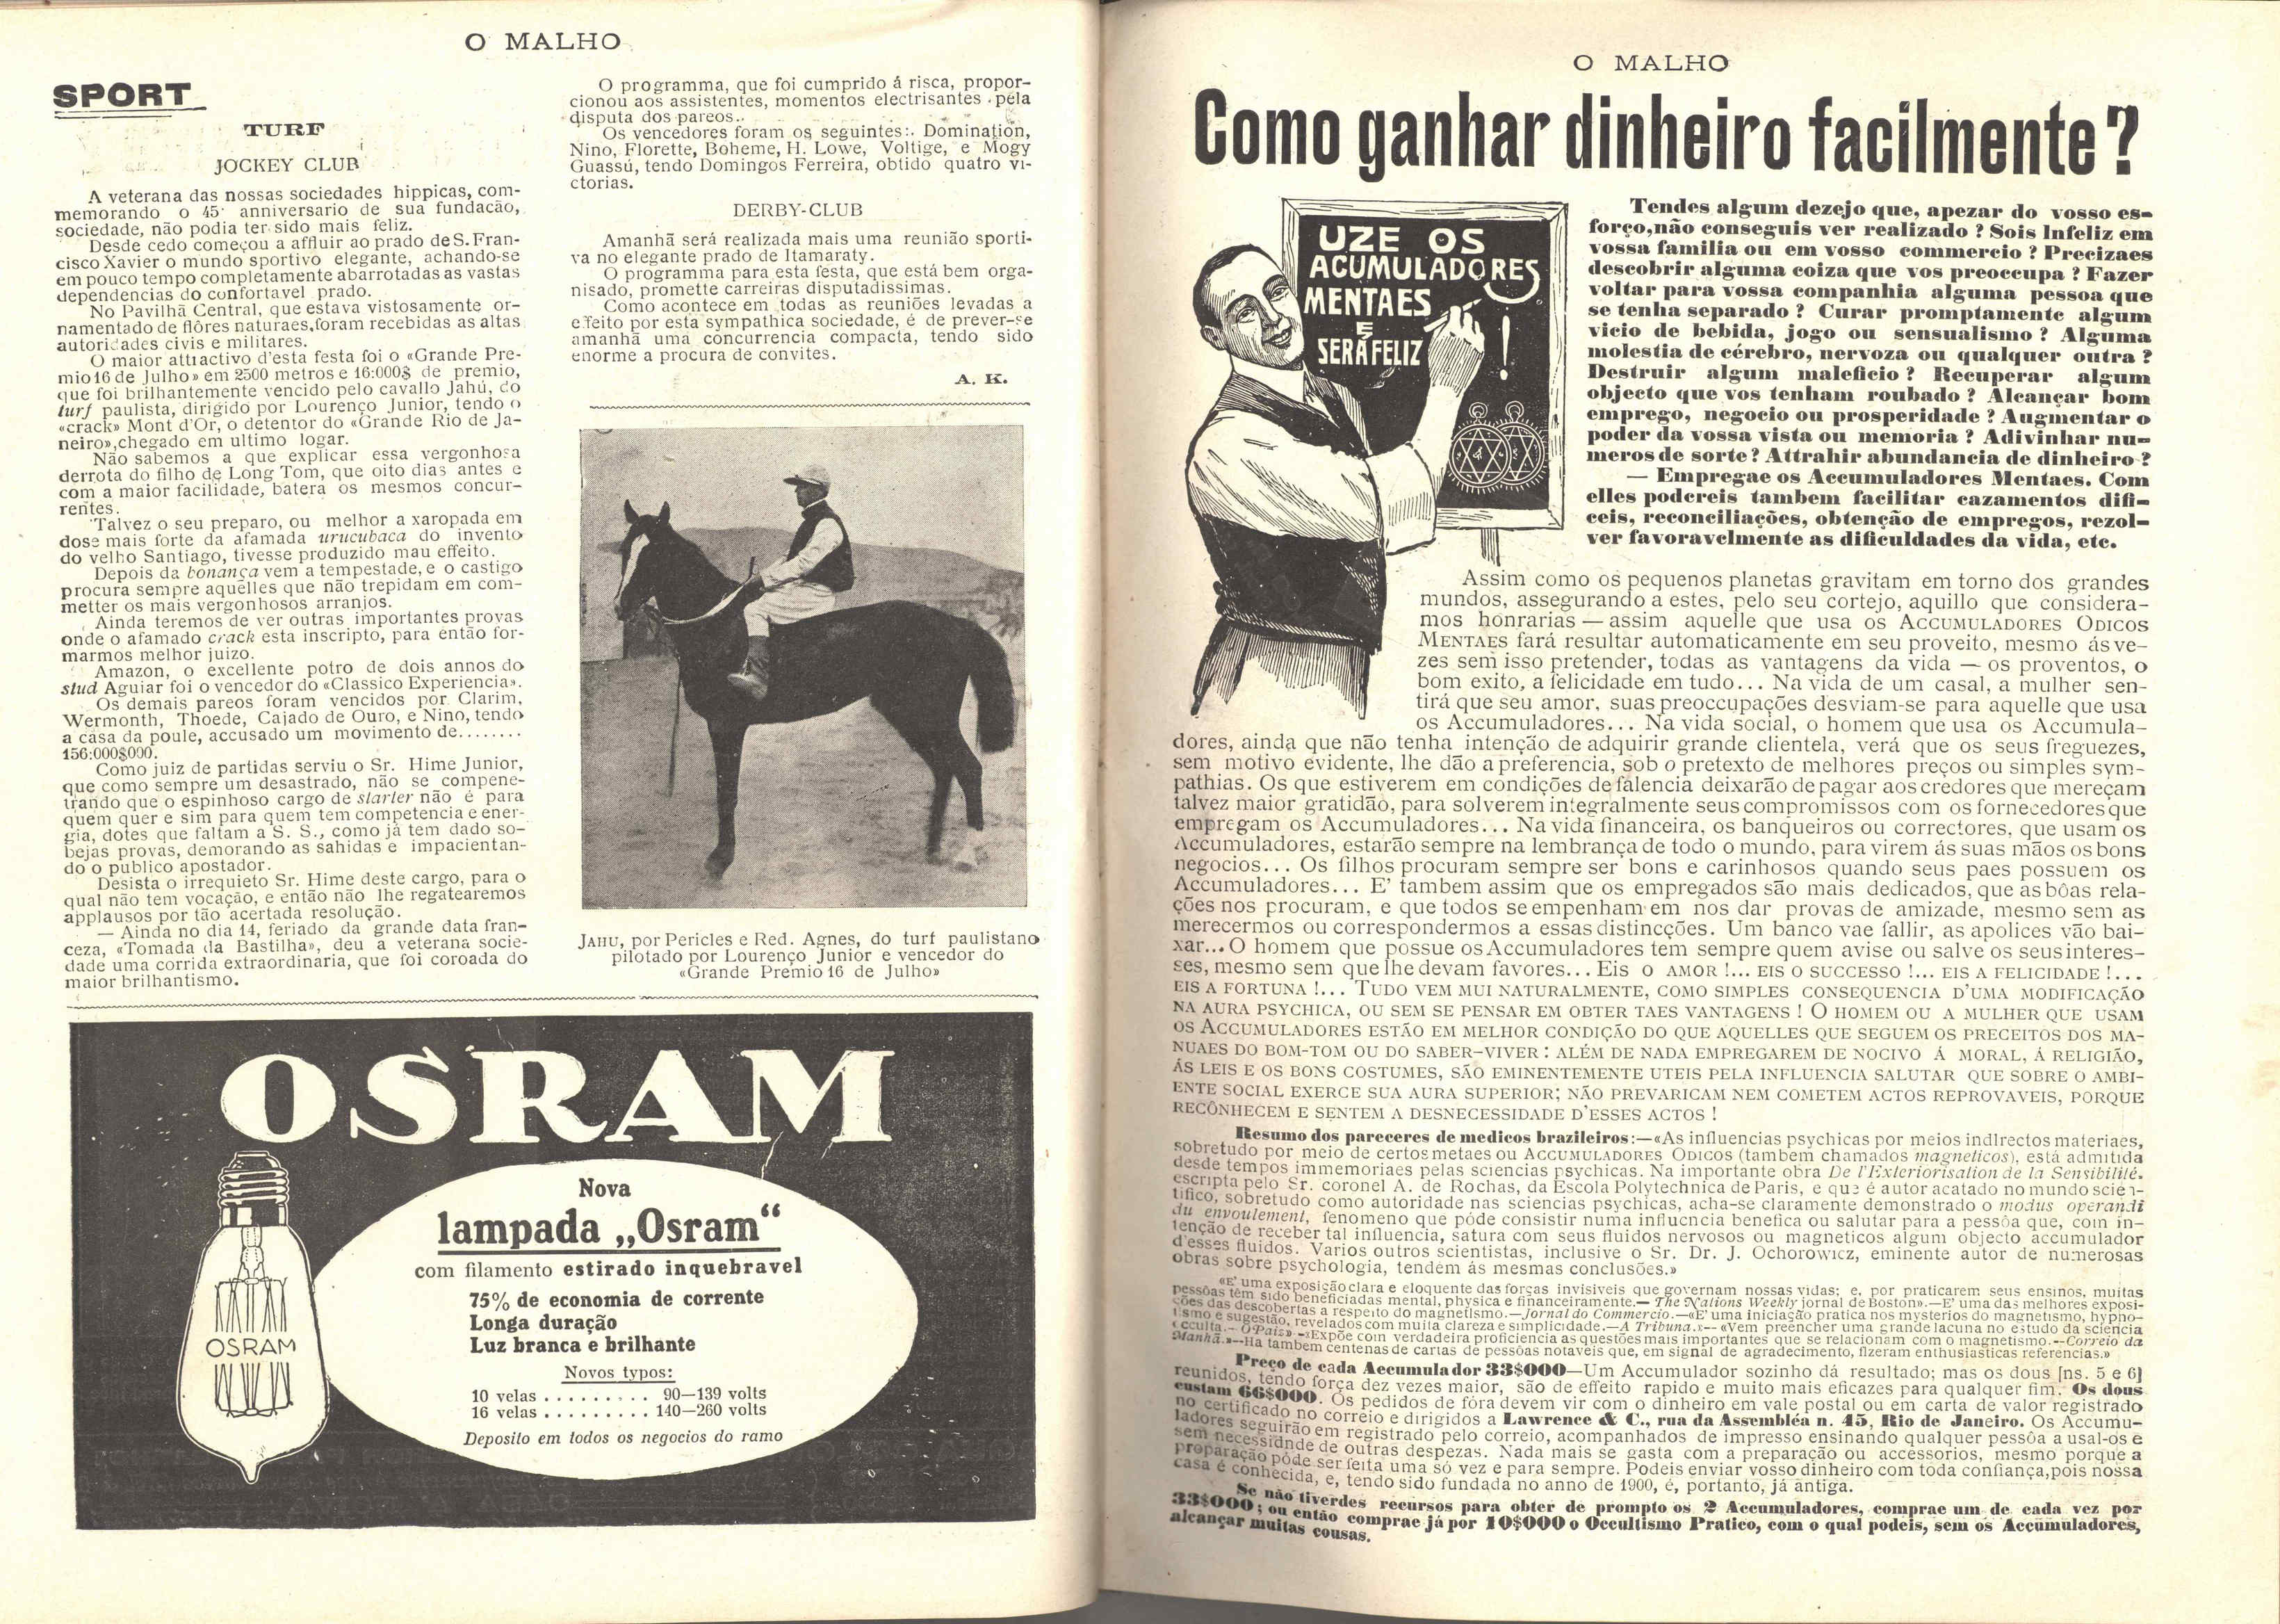 O MALHO
SPORT
TURF
JOCKEY CLUB
A veterana das nossas sociedades hippicas, com-
memorando o 45· anniversario de sua fundacão,
sociedade, não podia ter sido mais feliz.
Desde cedo começou a affluir ao prado de S. Fran-
cisco Xavier o mundo sportivo elegante, achando-se
em pouco tempo completamente abarrotadas as vastas
dependencias do confortavel prado.
No Pavilhã Central, que estava vistosamente or-
namentado de flôres naturaes, foram recebidas as altas
autoridades civis e militares.
O maior attractivo d'esta festa foi o «Grande Pre-
mio 16 de Julho» em 2500 metros e 16:000$ de premio,
que foi brilhantemente vencido pelo cavallo Jahú, do
turf paulista, dirigido por Lourenço Junior, tendo o
«crack» Mont d'Or, o detentor do «Grande Rio de Ja-
neiro», chegado em ultimo logar.
Não sabemos a que explicar essa vergonhosa
derrota do filho de Long Tom, que oito dias antes e
com a maior facilidade, batera os mesmos concur-
rentes.
Talvez o seu preparo, ou melhor a xaropada em
dose mais forte da afamada urucubaca do invento
do velho Santiago, tivesse produzido mau effeito.
Depois da bonança vem a tempestade, e o castigo
procura sempre aquelles que não trepidam em com-
metter os mais vergonhosos arranjos.
Ainda teremos de ver outras importantes provas
onde o afamado crack esta inscripto, para então for-
marmos melhor juizo.
Amazon, o excellente potro de dois annos do
stud Aguiar foi o vencedor do «Classico Experiencia».
Os demais pareos foram vencidos por Clarim,
Wermonth, Thoede, Cajado de Ouro, e Nino, tendo
a casa da poule, accusado um movimento de........
156:000$000.
Como juiz de partidas serviu o Sr. Hime Junior,
que como sempre um desastrado, não se compene-
trando que o espinhoso cargo de starter não é para
quem quer e sim para quem tem competencia e ener-
gia, dotes que faltam a S. S., como já tem dado so-
bejas provas, demorando as sahidas e impacientan-
do o publico apostador.
Desista o irrequieto Sr. Hime deste cargo, para o
qual não tem vocação, e então não lhe regatearemos
applausos por tão acertada resolução.
— Ainda no dia 14, feriado da grande data fran-
ceza, «Tomada da Bastilha», deu a veterana socie-
dade uma corrida extraordinaria, que foi coroada do
maior brilhantismo.
O programma, que foi cumprido á risca, propor-
cionou aos assistentes, momentos electrisantes pela
disputa dos pareos.
Os vencedores foram os seguintes: Domination,
Nino, Florette, Boheme, H. Lowe, Voltige, e Mogy
Guassú, tendo Domingos Ferreira, obtido quatro vi-
ctorias.
DERBY-CLUB
Amanhã será realizada mais uma reunião sporti-
va no elegante prado de Itamaraty.
O programma para esta festa, que está bem orga-
nisado, promette carreiras disputadissimas.
Como acontece em todas as reuniões levadas a
effeito por esta sympathica sociedade, é de prever-se
amanhã uma concurrencia compacta, tendo sido
enorme a procura de convites.
A. K.
JAHU, por Pericles e Red. Agnes, do turf paulistano
pilotado por Lourenço Junior e vencedor do
«Grande Premio 16 de Julho»
OSRAM
Nova
lampada „Osram“
com filamento estirado inquebravel
75% de economia de corrente
Longa duração
Luz branca e brilhante
Novos typos:
10 velas . . . . . . . . . 90—139 volts
16 velas . . . . . . . . . 140—260 volts
Deposito em todos os negocios do ramo
OSRAM
O MALHO
Como ganhar dinheiro facilmente?
UZE OS
ACUMULADORES
MENTAES
E
SERÁ FELIZ !
Tendes algum dezejo que, apezar do vosso es-
forço, não conseguis ver realizado ? Sois Infeliz em
vossa familia ou em vosso commercio ? Precizaes
descobrir alguma coiza que vos preoccupa ? Fazer
voltar para vossa companhia alguma pessoa que
se tenha separado ? Curar promptamente algum
vicio de bebida, jogo ou sensualismo ? Alguma
molestia de cérebro, nervoza ou qualquer outra ?
Destruir algum maleficio ? Recuperar algum
objecto que vos tenham roubado ? Alcançar bom
emprego, negocio ou prosperidade ? Augmentar o
poder da vossa vista ou memoria ? Adivinhar nu-
meros de sorte ? Attrahir abundancia de dinheiro ?
— Empregae os Accumuladores Mentaes. Com
elles podereis tambem facilitar cazamentos diffi-
ceis, reconciliações, obtenção de empregos, rezol-
ver favoravelmente as dificuldades da vida, etc.
Assim como os pequenos planetas gravitam em torno dos grandes
mundos, assegurando a estes, pelo seu cortejo, aquillo que considera-
mos honrarias — assim aquelle que usa os ACCUMULADORES ODICOS
MENTAES fará resultar automaticamente em seu proveito, mesmo ás ve-
zes sem isso pretender, todas as vantagens da vida — os proventos, o
bom exito, a felicidade em tudo... Na vida de um casal, a mulher sen-
tirá que seu amor, suas preoccupações desviam-se para aquelle que usa
os Accumuladores... Na vida social, o homem que usa os Accumula-
dores, ainda que não tenha intenção de adquirir grande clientela, verá que os seus freguezes,
sem motivo evidente, lhe dão a preferencia, sob o pretexto de melhores preços ou simples sym-
pathias. Os que estiverem em condições de falencia deixarão de pagar aos credores que mereçam
talvez maior gratidão, para solverem integralmente seus compromissos com os fornecedores que
empregam os Accumuladores... Na vida financeira, os banqueiros ou correctores, que usam os
Accumuladores, estarão sempre na lembrança de todo o mundo, para virem ás suas mãos os bons
negocios... Os filhos procuram sempre ser bons e carinhosos quando seus paes possuem os
Accumuladores... E' tambem assim que os empregados são mais dedicados, que as bôas rela-
ções nos procuram, e que todos se empenham em nos dar provas de amizade, mesmo sem as
merecermos ou correspondermos a essas distincções. Um banco vae fallir, as apolices vão bai-
xar... O homem que possue os Accumuladores tem sempre quem avise ou salve os seus interes-
ses, mesmo sem que lhe devam favores... Eis O AMOR !... EIS O SUCCESSO !... EIS A FELICIDADE !...
EIS A FORTUNA !... TUDO VEM MUI NATURALMENTE, COMO SIMPLES CONSEQUENCIA D'UMA MODIFICAÇÃO
NA AURA PSYCHICA, OU SEM SE PENSAR EM OBTER TAES VANTAGENS ! O HOMEM OU A MULHER QUE USAM
OS ACCUMULADORES ESTÃO EM MELHOR CONDIÇÃO DO QUE AQUELLES QUE SEGUEM OS PRECEITOS DOS MA-
NUAES DO BOM-TOM OU DO SABER-VIVER : ALÉM DE NADA EMPREGAREM DE NOCIVO Á MORAL, Á RELIGIÃO,
ÁS LEIS E OS BONS COSTUMES, SÃO EMINENTEMENTE UTEIS PELA INFLUENCIA SALUTAR QUE SOBRE O AMBI-
ENTE SOCIAL EXERCE SUA AURA SUPERIOR; NÃO PREVARICAM NEM COMETEM ACTOS REPROVAVEIS, PORQUE
RECONHECEM E SENTEM A DESNECESSIDADE D'ESSES ACTOS !
Resumo dos pareceres de medicos brazileiros:—«As influencias psychicas por meios indIrectos materiaes,
sobretudo por meio de certos metaes ou ACCUMULADORES ODICOS (tambem chamados magneticos), está admitida
desde tempos immemoriaes pelas sciencias psychicas. Na importante obra De l'Exteriorisation de la Sensibilité,
escripta pelo Sr. coronel A. de Rochas, da Escola Polytechnica de Paris, e que é autor acatado no mundo scien-
tifico, sobretudo como autoridade nas sciencias psychicas, acha-se claramente demonstrado o modus operandi
du envoulement, fenomeno que póde consistir numa influencia benefica ou salutar para a pessôa que, com in-
tenção de receber tal influencia, satura com seus fluidos nervosos ou magneticos algum objecto accumulador
d'esses fluidos. Varios outros scientistas, inclusive o Sr. Dr. J. Ochorowicz, eminente autor de numerosas
obras sobre psychologia, tendem ás mesmas conclusões.»
«E' uma exposição clara e eloquente das forças invisiveis que governam nossas vidas; e, por praticarem seus ensinos, muitas
pessôas têm sido beneficiadas mental, physica e financeiramente.— The Nations Weekly jornal de Boston».—E' uma das melhores exposi-
ções das descobertas a respeito do magnetismo.—Jornal do Commercio.—«E' uma iniciação pratica nos mysterios do magnetismo, hypno-
tismo e sugestão, revelados com muita clareza e simplicidade.—A Tribuna.»— «Vem preencher uma grande lacuna no estudo da sciencia
occulta.— O Paiz» —«Expõe com verdadeira proficiencia as questões mais importantes que se relacionam com o magnetismo.--Correio da
Manhã.»—Ha tambem centenas de cartas de pessôas notaveis que, em signal de agradecimento, fizeram enthusiasticas referencias.»
Preço de cada Accumulador 33$000—Um Accumulador sozinho dá resultado; mas os dous [ns. 5 e 6]
reunidos, tendo força dez vezes maior, são de effeito rapido e muito mais eficazes para qualquer fim. Os dous
custam 66$000. Os pedidos de fóra devem vir com o dinheiro em vale postal ou em carta de valor registrado
no certificado no correio e dirigidos a Lawrence & C., rua da Assembléa n. 45, Rio de Janeiro. Os Accumu-
ladores seguirão em registrado pelo correio, acompanhados de impresso ensinando qualquer pessôa a usal-os e
sem necessidnde de outras despezas. Nada mais se gasta com a preparação ou accessorios, mesmo porque a
proparação póde ser feita uma só vez e para sempre. Podeis enviar vosso dinheiro com toda confiança, pois nossa
casa é conhecida, e, tendo sido fundada no anno de 1900, é, portanto, já antiga.
Se não tiverdes recursos para obter de prompto os 2 Accumuladores, comprae um de cada vez por
33$000; ou então comprae já por 10$000 o Occultismo Pratico, com o qual podeis, sem os Accumuladores,
alcançar muitas cousas.